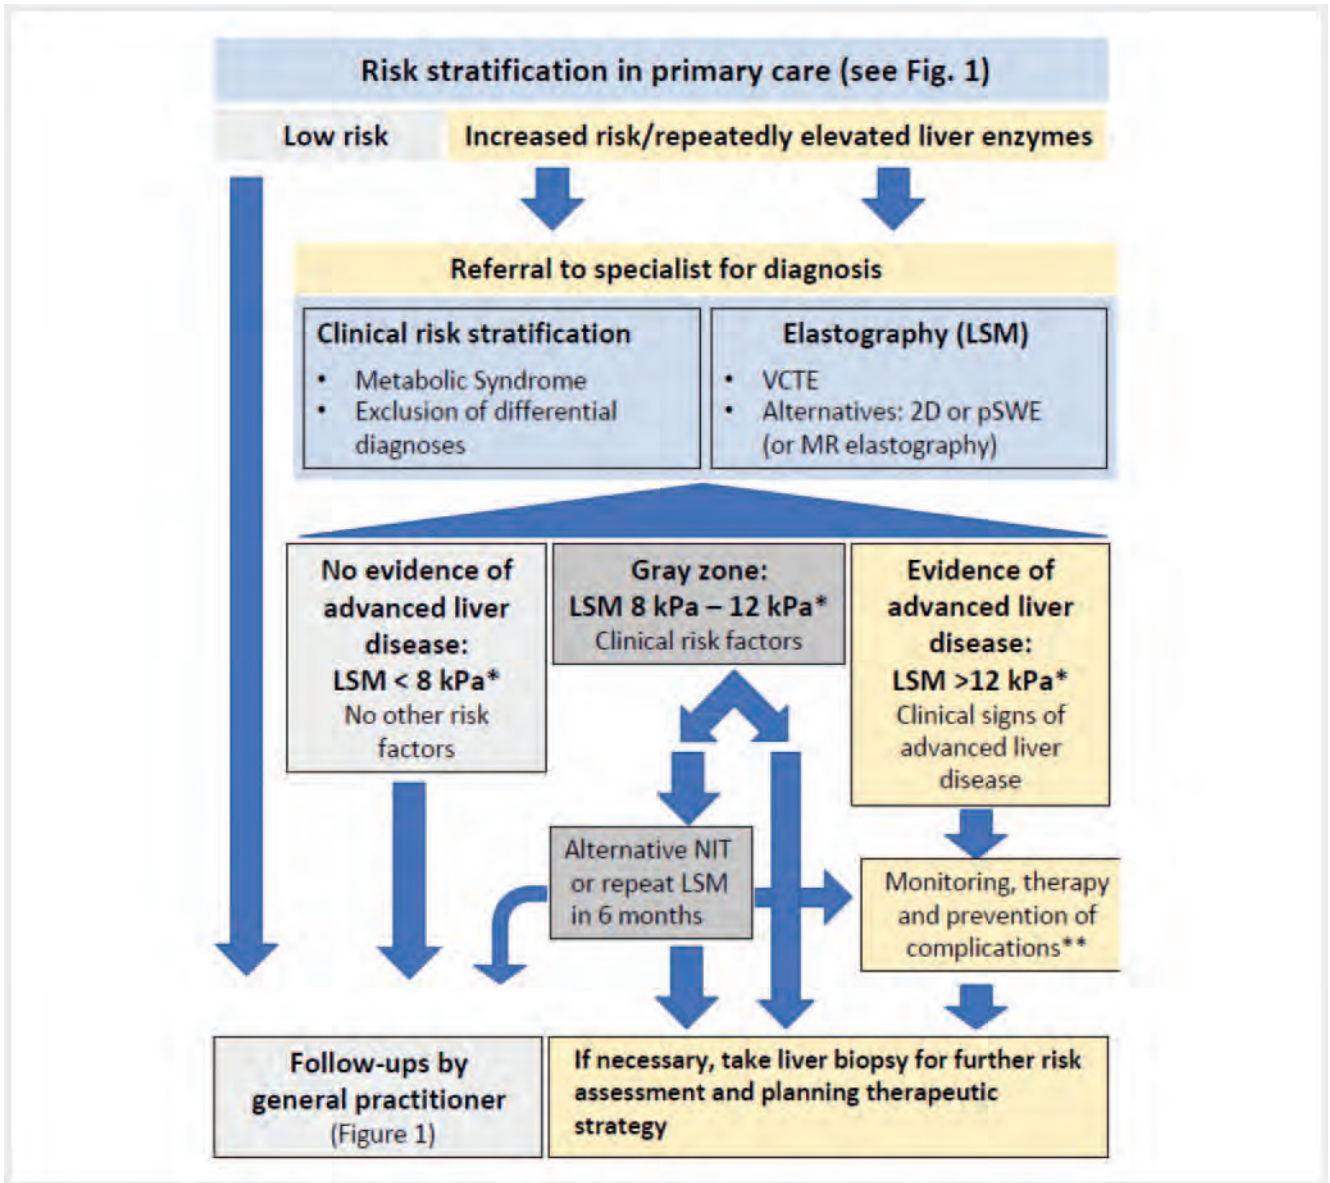 Risk stratification in primary care (see Fig. 1)
Low risk
Increased risk/repeatedly elevated liver enzymes
Referral to specialist for diagnosis
Clinical risk stratification
• Metabolic Syndrome
• Exclusion of differential
diagnoses
Elastography (LSM)
• VCTE
• Alternatives: 2D or pSWE
(or MR elastography)
No evidence of
advanced liver
disease:
LSM < 8 kPa*
No other risk
factors
Gray zone:
LSM 8 kPa – 12 kPa*
Clinical risk factors
Evidence of
advanced liver
disease:
LSM >12 kPa*
Clinical signs of
advanced liver
disease
Alternative NIT
or repeat LSM
in 6 months
Monitoring, therapy
and prevention of
complications**
Follow-ups by
general practitioner
(Figure 1)
If necessary, take liver biopsy for further risk
assessment and planning therapeutic
strategy